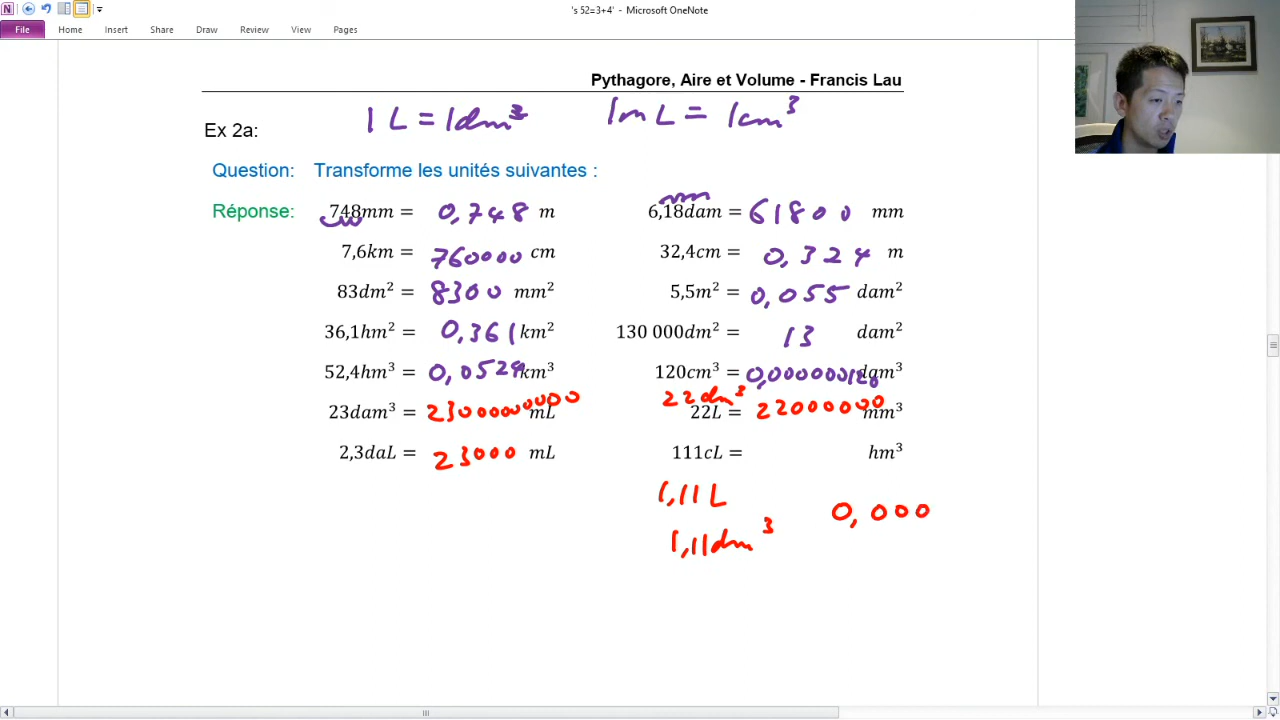 's 52=3+4' - Microsoft OneNote
File Home Insert Share Draw Review View Pages
Pythagore, Aire et Volume - Francis Lau
1 L = 1dm³ 1mL = 1cm³
Ex 2a:
Question: Transforme les unités suivantes :
Réponse: 748mm = 0,748 m 6,18dam = 61800 mm
7,6km = 760000 cm 32,4cm = 0,324 m
83dm² = 8300 mm² 5,5m² = 0,055 dam²
36,1hm² = 0,361 km² 130 000dm² = 13 dam²
52,4hm³ = 0,0524 km³ 120cm³ = 0,000000120 dam³
22dm³
23dam³ = 23000000000 mL 22L = 22000000 mm³
2,3daL = 23000 mL 111cL = hm³
1,11 L
0,000
1,11dm³